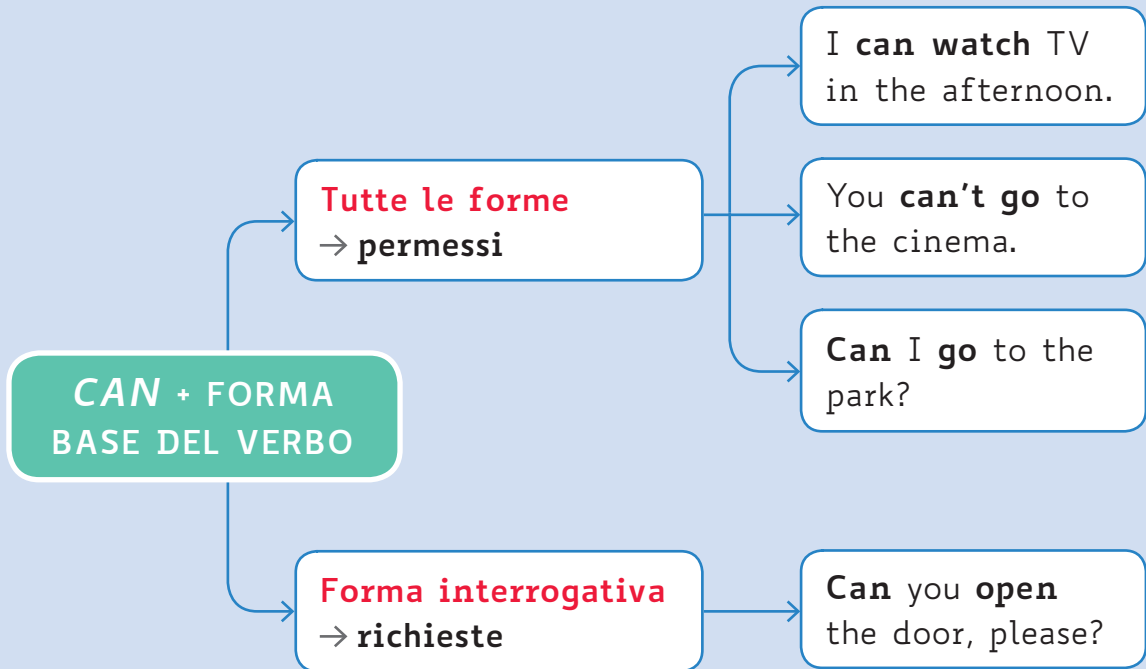 CAN + FORMA
BASE DEL VERBO
Tutte le forme
→ permessi
I can watch TV
in the afternoon.
You can't go to
the cinema.
Can I go to the
park?
Forma interrogativa
→ richieste
Can you open
the door, please?